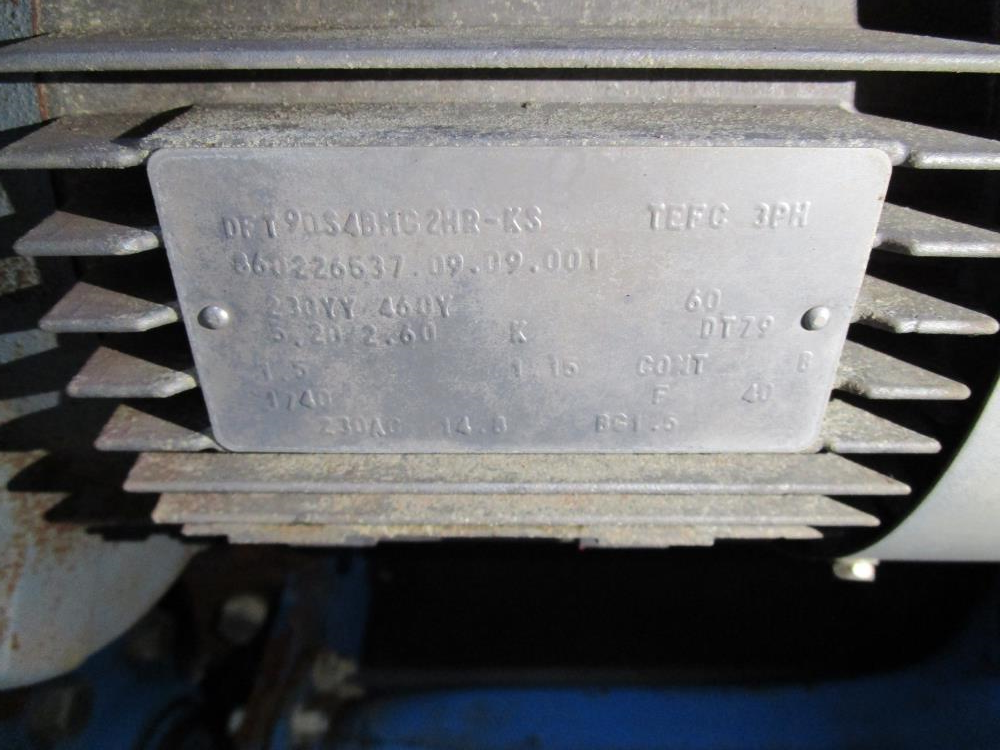 DFT90S4BMG2HR-KS TEFC 3PH
860226537.09.09.001
230YY 460Y 60
5.20 2.60 K DT79
1.5 1.15 CONT B
1740 F 40
230AC 14.8 BG1.5